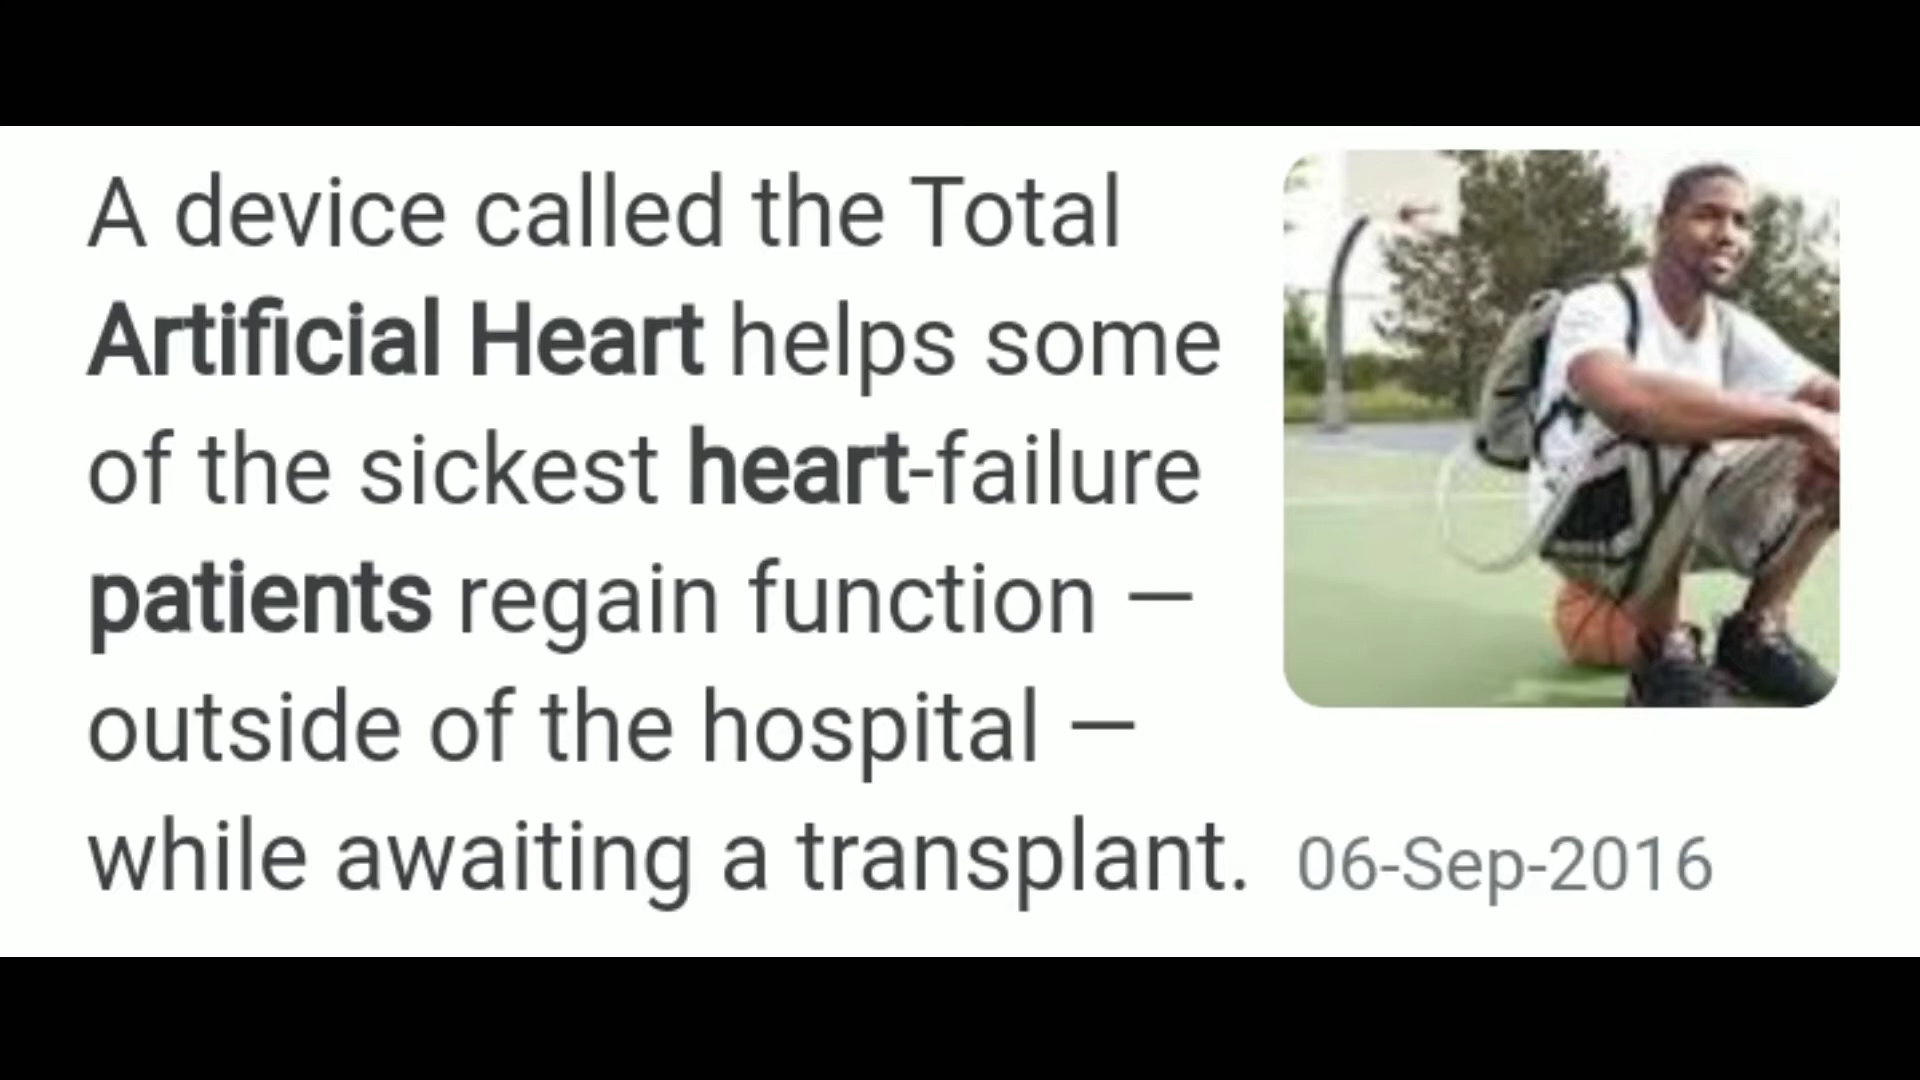 A device called the Total
Artificial Heart helps some
of the sickest heart-failure
patients regain function —
outside of the hospital —
while awaiting a transplant. 06-Sep-2016